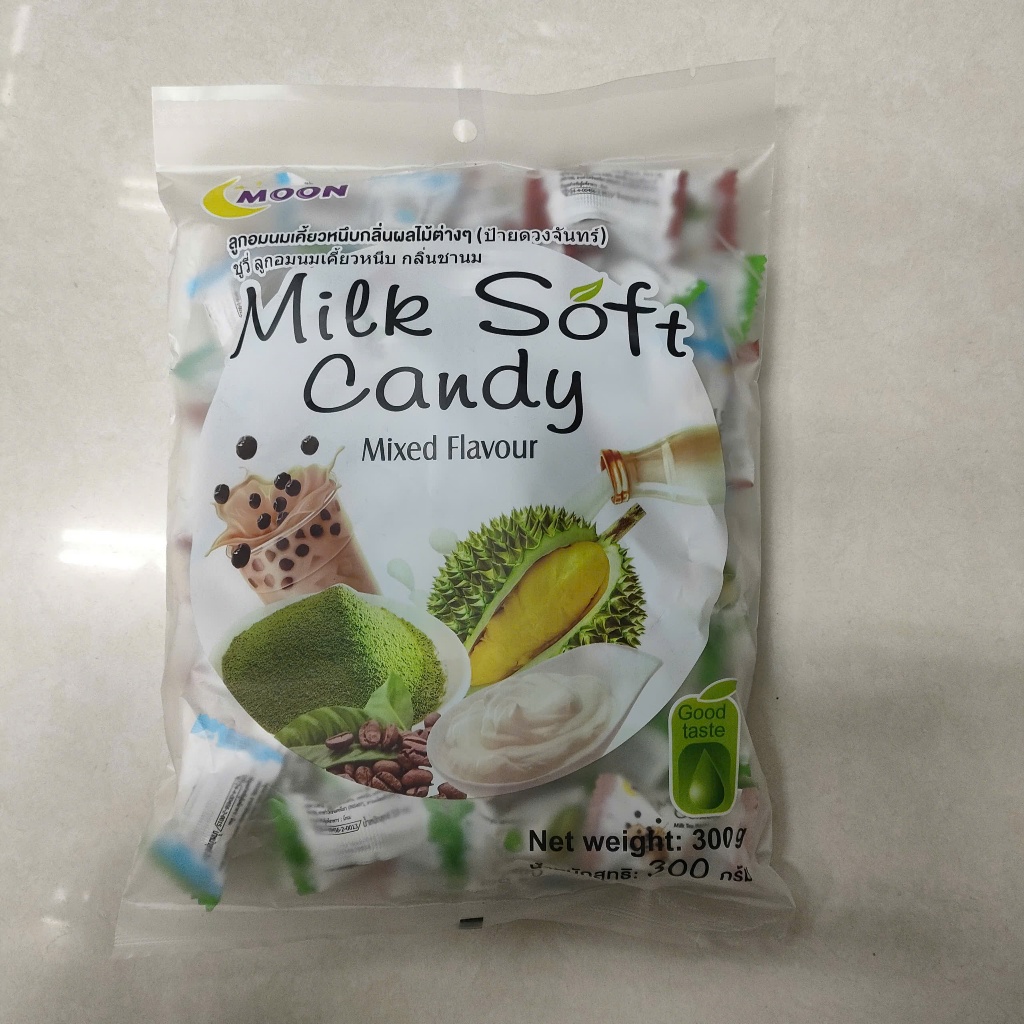 MOON
ลูกอมนมเคี้ยวหนึบกลิ่นผลไม้ต่างๆ (ป้ายดวงจันทร์)
ชูวี่ ลูกอมนมเคี้ยวหนึบ กลิ่นชานม
Milk Soft
Candy
Mixed Flavour
Good
taste
Net weight: 300 g
300 กรัม